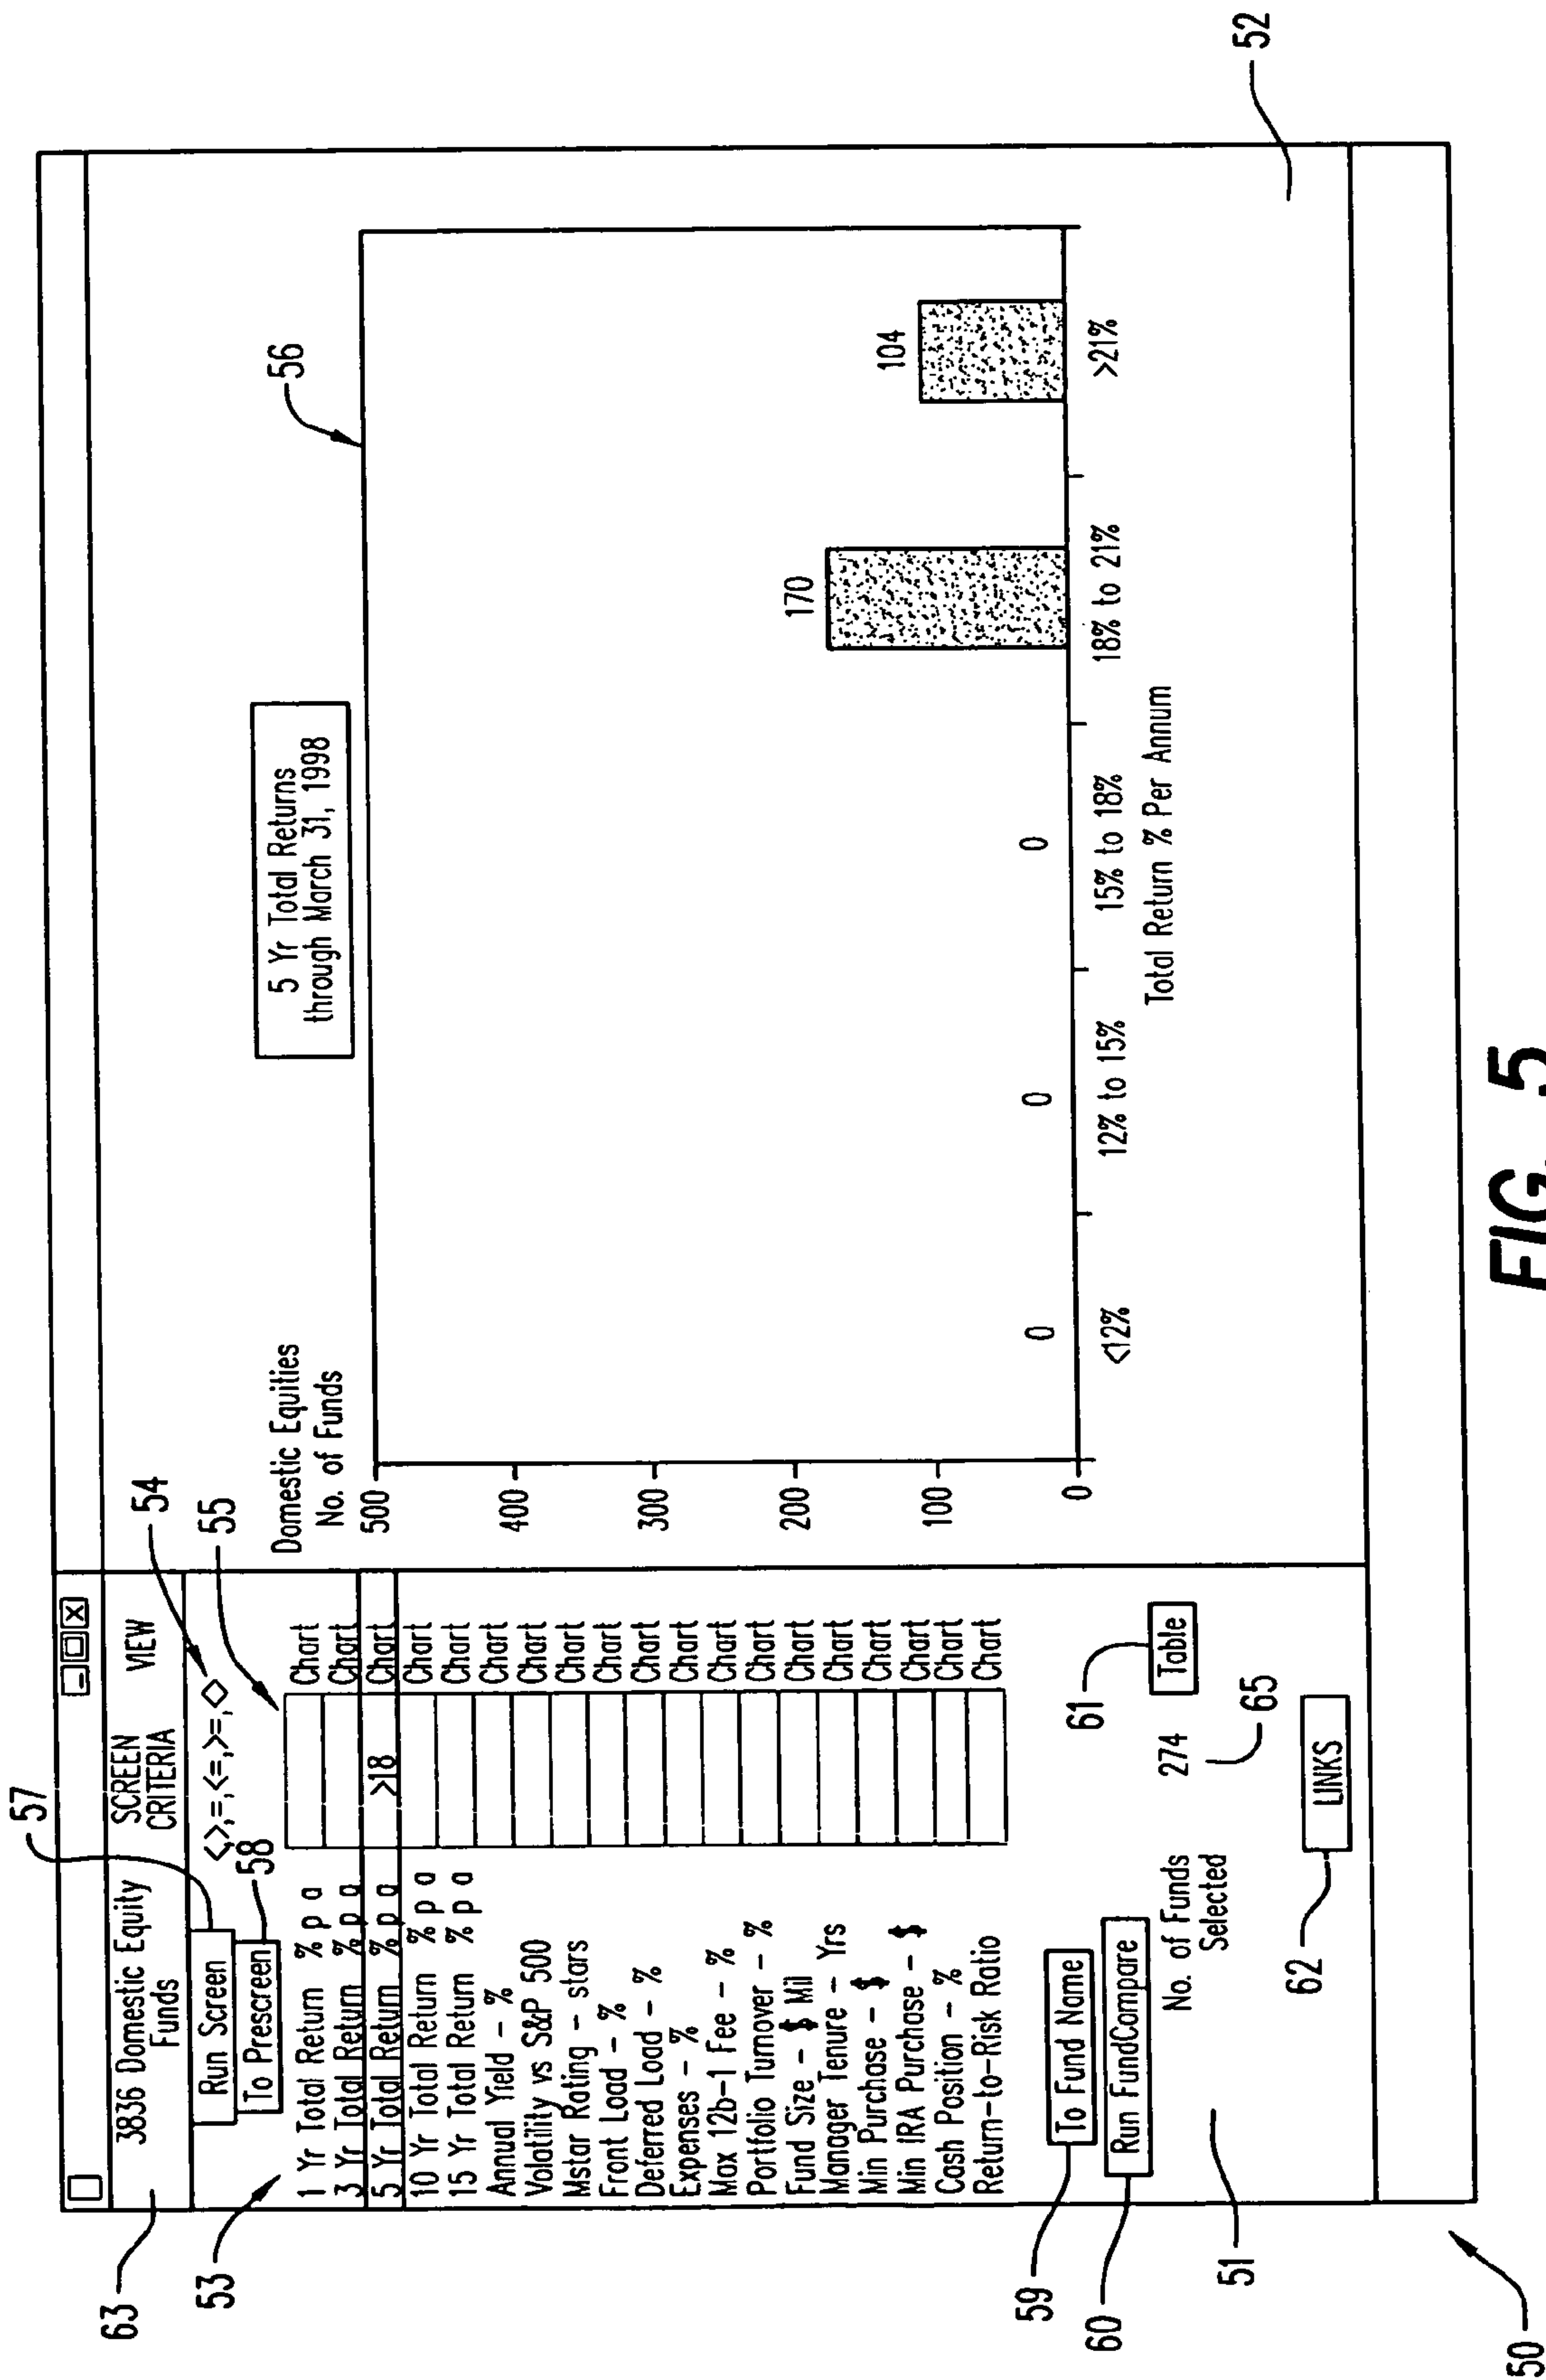 57
54
55
56
52
63
53
58
3836 Domestic Equity
Funds
SCREEN
CRITERIA
VIEW
Run Screen
<,>,=,<=,>=,<>
To Prescreen
1 Yr Total Return % p a Chart
3 Yr Total Return % p a Chart
5 Yr Total Return % p a >18 Chart
10 Yr Total Return % p a Chart
15 Yr Total Return % p a Chart
Annual Yield – % Chart
Volatility vs S&P 500 Chart
Mstar Rating – stars Chart
Front Load – % Chart
Deferred Load – % Chart
Expenses – % Chart
Max 12b–1 Fee – % Chart
Portfolio Turnover – % Chart
Fund Size – $ Mil Chart
Manager Tenure – Yrs Chart
Min Purchase – $ Chart
Min IRA Purchase – $ Chart
Cash Position – % Chart
Return–to–Risk Ratio Chart
59
To Fund Name
61
60
Run FundCompare
Table
No. of Funds
Selected
274
65
51
62
LINKS
50
5 Yr Total Returns
through March 31, 1998
Domestic Equities
No. of Funds
500
400
300
200
100
0
0
0
0
170
104
<12%
12% to 15%
15% to 18%
18% to 21%
>21%
Total Return % Per Annum
FIG. 5